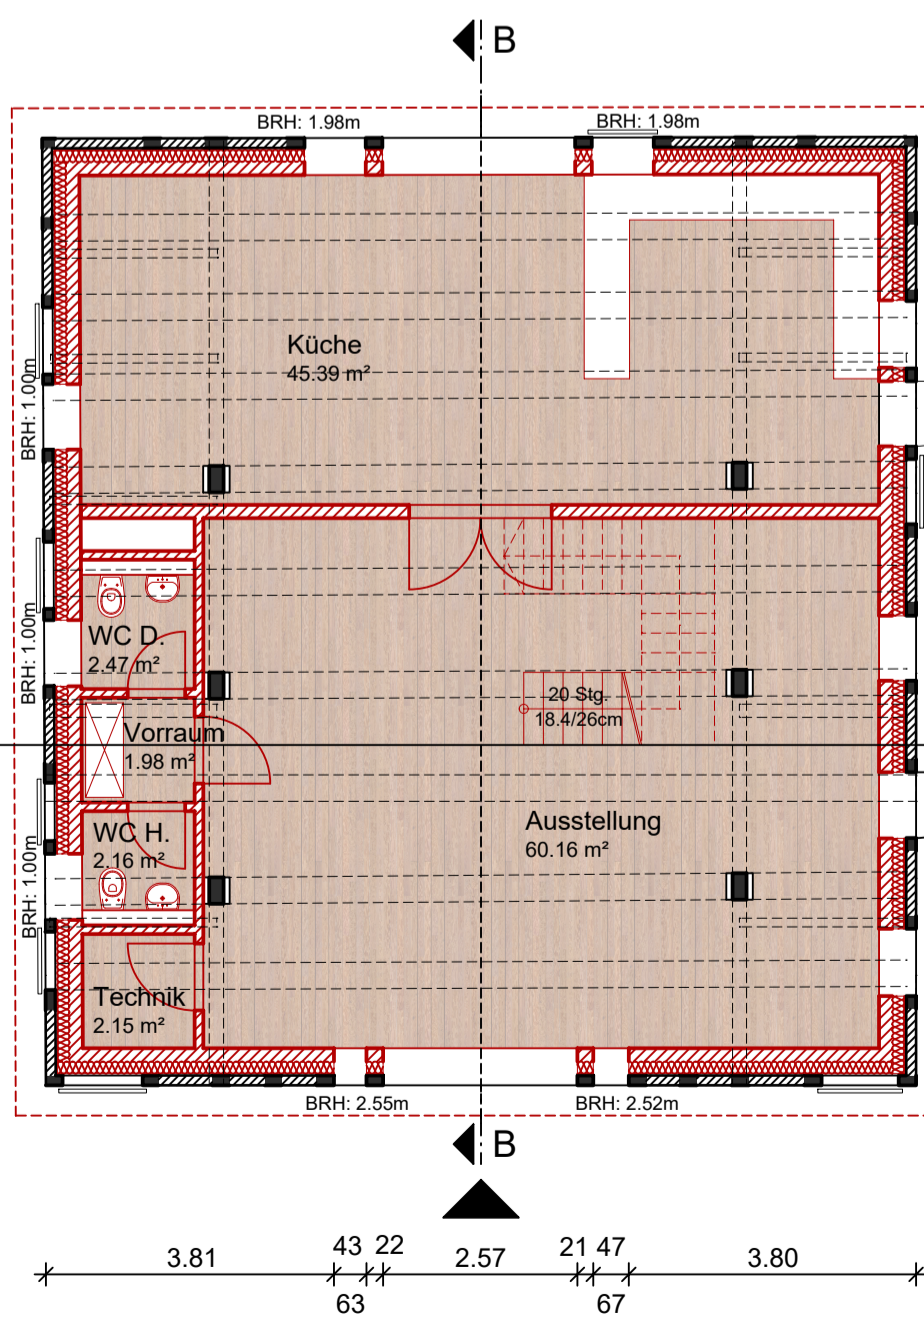 B
BRH: 1.98m
BRH: 1.98m
Küche
45.39 m²
BRH: 1.00m
WC D.
2.47 m²
BRH: 1.00m
20 Stg.
18.4/26cm
Vorraum
1.98 m²
Ausstellung
60.16 m²
WC H.
2.16 m²
BRH: 1.00m
Technik
2.15 m²
BRH: 2.55m
BRH: 2.52m
B
3.81
43
22
2.57
21
47
3.80
63
67